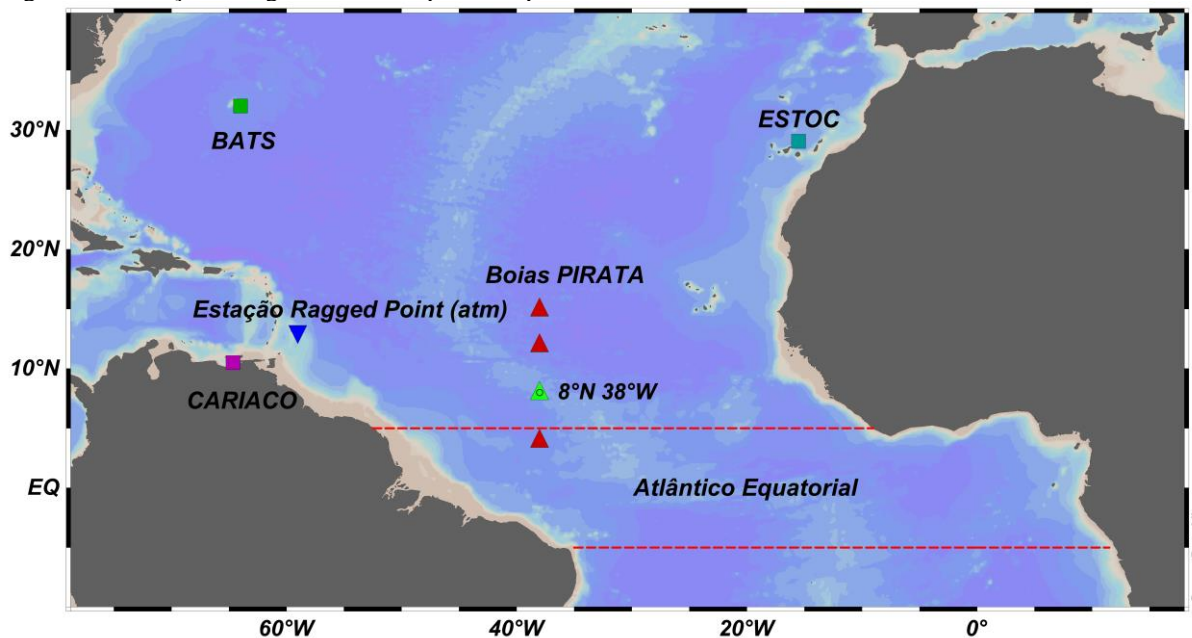 30°N
BATS
ESTOC
20°N
Boias PIRATA
Estação Ragged Point (atm)
10°N
8°N 38°W
CARIACO
EQ
Atlântico Equatorial
60°W
40°W
20°W
0°